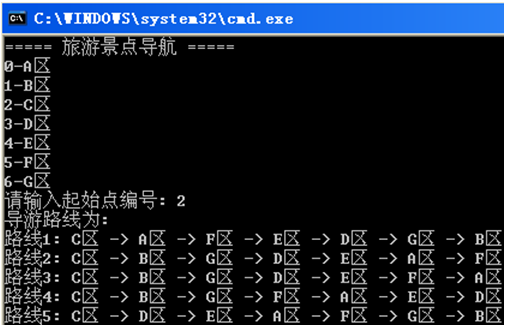 C:\WINDOWS\system32\cmd.exe
===== 旅游景点导航 =====
0-A区
1-B区
2-C区
3-D区
4-E区
5-F区
6-G区
请输入起始点编号: 2
导游路线为:
路线1: C区 -> A区 -> F区 -> E区 -> D区 -> G区 -> B区
路线2: C区 -> B区 -> G区 -> D区 -> E区 -> A区 -> F区
路线3: C区 -> B区 -> G区 -> D区 -> E区 -> F区 -> A区
路线4: C区 -> B区 -> G区 -> F区 -> A区 -> E区 -> D区
路线5: C区 -> D区 -> E区 -> A区 -> F区 -> G区 -> B区